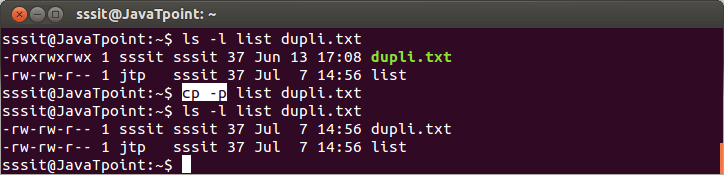 sssit@JavaTpoint: ~
sssit@JavaTpoint:~$ ls -l list dupli.txt
-rwxrwxrwx 1 sssit sssit 37 Jun 13 17:08 dupli.txt
-rw-rw-r-- 1 jtp   sssit 37 Jul  7 14:56 list
sssit@JavaTpoint:~$ cp -p list dupli.txt
sssit@JavaTpoint:~$ ls -l list dupli.txt
-rw-rw-r-- 1 sssit sssit 37 Jul  7 14:56 dupli.txt
-rw-rw-r-- 1 jtp   sssit 37 Jul  7 14:56 list
sssit@JavaTpoint:~$